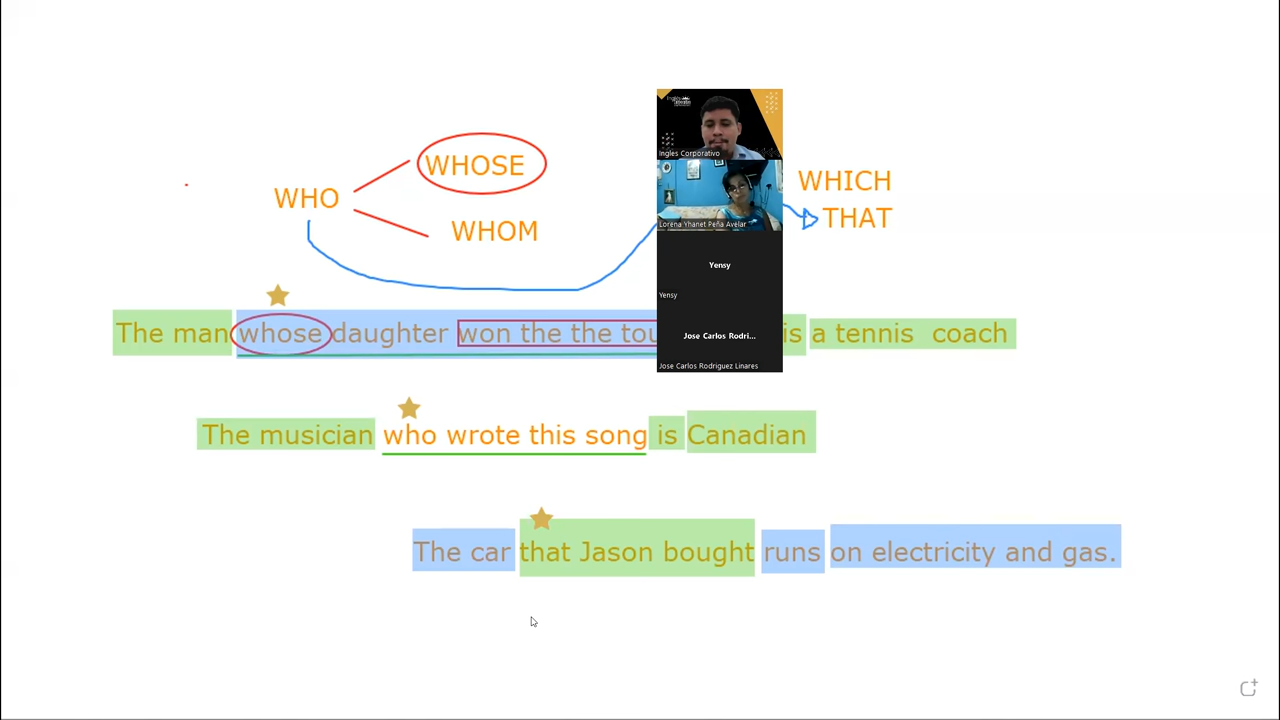 WHOSE
WHICH
WHO
THAT
WHOM
Ingles Corporativo
Lorena Yhanet Peña Avelar
Yensy
Yensy
Jose Carlos Rodri...
Jose Carlos Rodriguez Linares
The man whose daughter won the the tou is a tennis coach
The musician who wrote this song is Canadian
The car that Jason bought runs on electricity and gas.